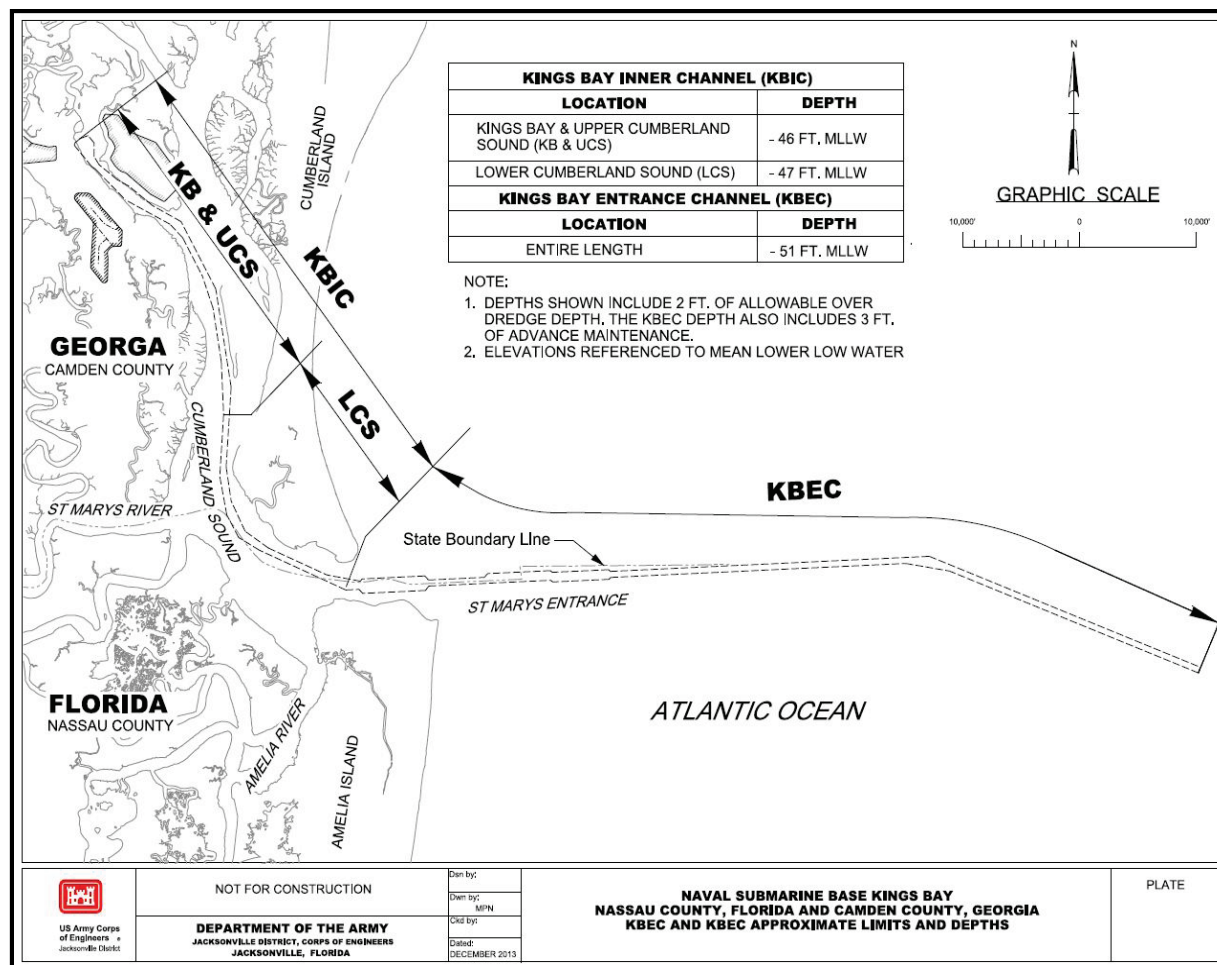 KINGS BAY INNER CHANNEL (KBIC)
LOCATION DEPTH
KINGS BAY & UPPER CUMBERLAND
SOUND (KB & UCS)
- 46 FT. MLLW
LOWER CUMBERLAND SOUND (LCS) - 47 FT. MLLW
KINGS BAY ENTRANCE CHANNEL (KBEC)
LOCATION DEPTH
ENTIRE LENGTH - 51 FT. MLLW
NOTE:
1. DEPTHS SHOWN INCLUDE 2 FT. OF ALLOWABLE OVER
DREDGE DEPTH. THE KBEC DEPTH ALSO INCLUDES 3 FT.
OF ADVANCE MAINTENANCE.
2. ELEVATIONS REFERENCED TO MEAN LOWER LOW WATER
N
GRAPHIC SCALE
10,000' 0 10,000'
CUMBERLAND
ISLAND
KB & UCS
KBIC
GEORGA
CAMDEN COUNTY
LCS
CUMBERLAND SOUND
KBEC
ST MARYS RIVER
State Boundary Line
ST MARYS ENTRANCE
FLORIDA
NASSAU COUNTY
AMELIA RIVER
AMELIA ISLAND
ATLANTIC OCEAN
US Army Corps
of Engineers
Jacksonville District
NOT FOR CONSTRUCTION
DEPARTMENT OF THE ARMY
JACKSONVILLE DISTRICT, CORPS OF ENGINEERS
JACKSONVILLE, FLORIDA
Dsn by:
Dwn by:
MPN
Ckd by:
Dated:
DECEMBER 2013
NAVAL SUBMARINE BASE KINGS BAY
NASSAU COUNTY, FLORIDA AND CAMDEN COUNTY, GEORGIA
KBEC AND KBEC APPROXIMATE LIMITS AND DEPTHS
PLATE